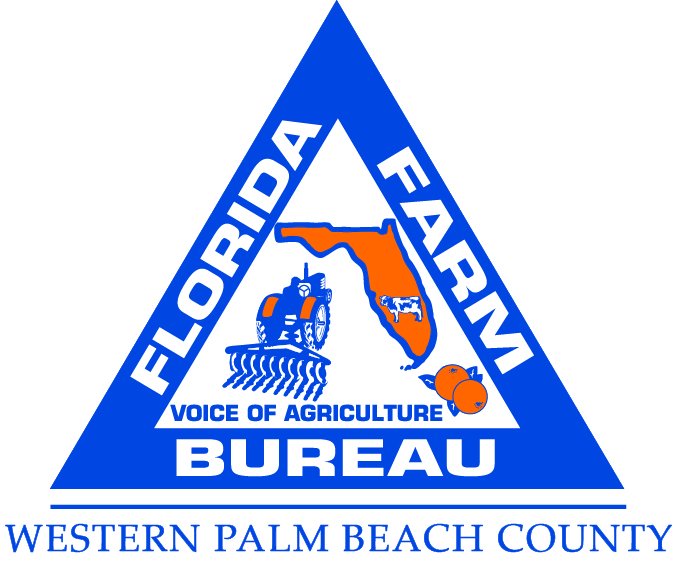 FLORIDA
FARM
BUREAU
VOICE OF AGRICULTURE
WESTERN PALM BEACH COUNTY